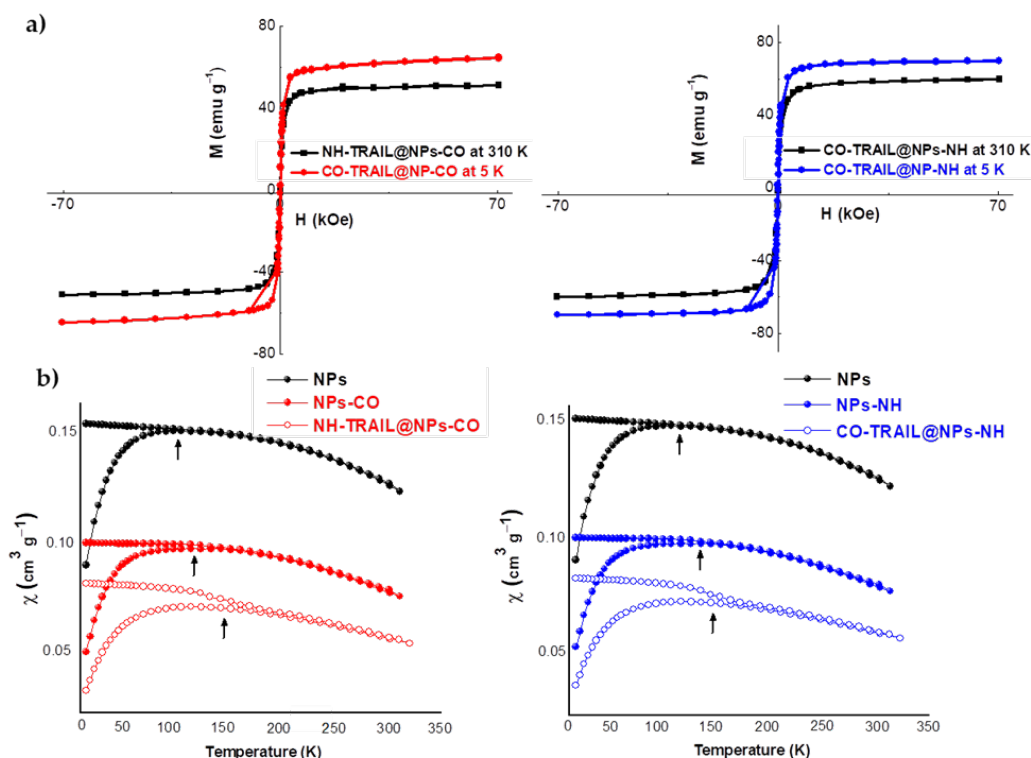 a)
80
40
0
-40
-80
M (emu g⁻¹)
NH-TRAIL@NPs-CO at 310 K
CO-TRAIL@NP-CO at 5 K
-70
H (kOe)
70
80
40
0
-40
-80
M (emu g⁻¹)
CO-TRAIL@NPs-NH at 310 K
CO-TRAIL@NP-NH at 5 K
-70
H (kOe)
70
b)
NPs
NPs-CO
NH-TRAIL@NPs-CO
0.15
0.10
0.05
χ (cm³ g⁻¹)
0 50 100 150 200 250 300 350
Temperature (K)
NPs
NPs-NH
CO-TRAIL@NPs-NH
0.15
0.10
0.05
χ (cm³ g⁻¹)
0 50 100 150 200 250 300 350
Temperature (K)